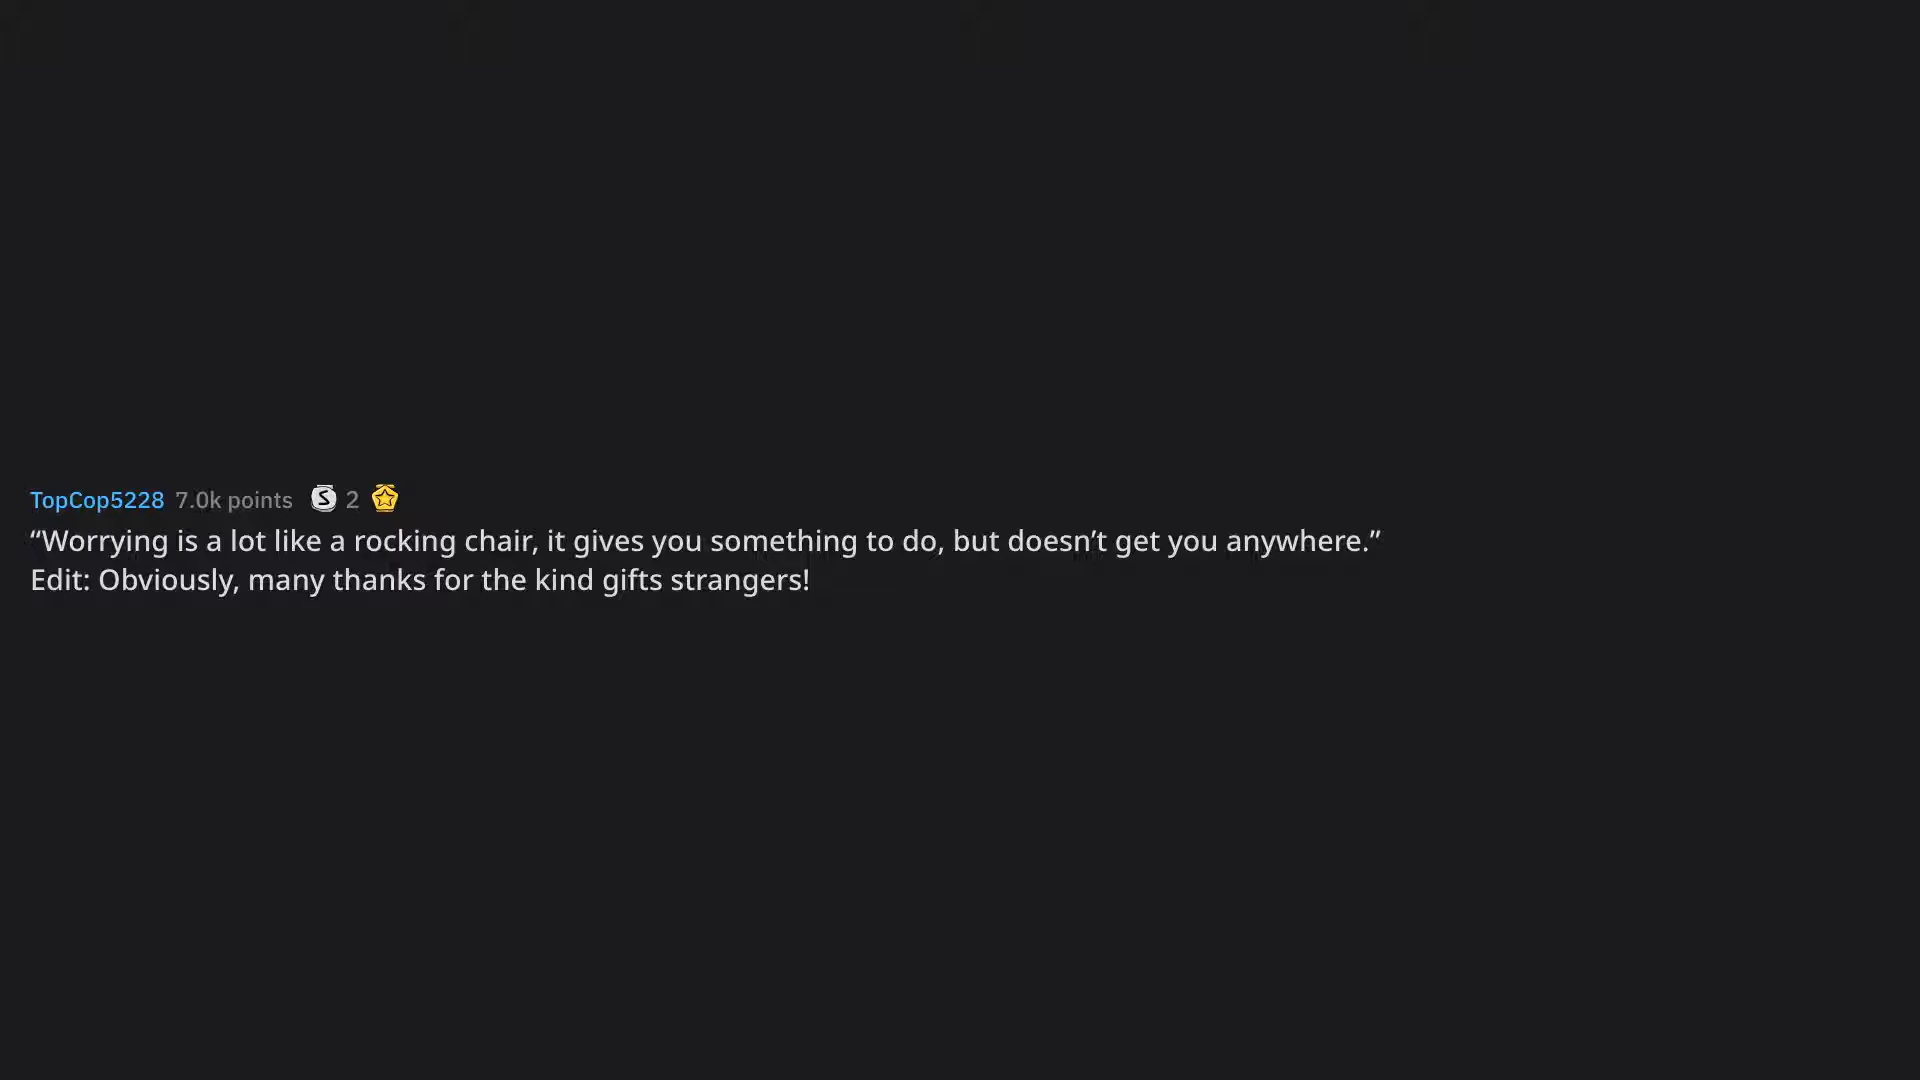 TopCop5228 7.0k points S 2
“Worrying is a lot like a rocking chair, it gives you something to do, but doesn’t get you anywhere.”
Edit: Obviously, many thanks for the kind gifts strangers!